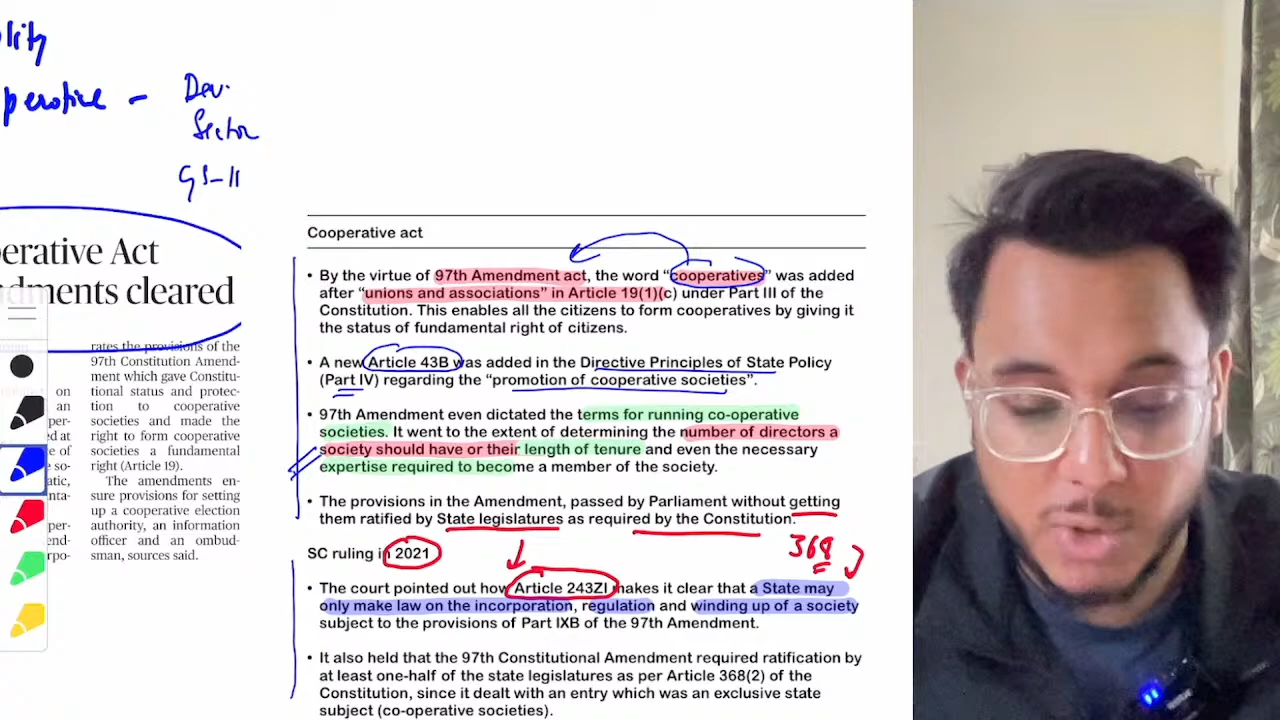 lity
perative - Dev.
Sector
GS-II
erative Act
dments cleared
rates the provisions of the
97th Constitution Amend-
ment which gave Constitu-
tional status and protec-
tion to cooperative
societies and made the
right to form cooperative
societies a fundamental
right (Article 19).
The amendments en-
sure provisions for setting
up a cooperative election
authority, an information
officer and an ombud-
sman, sources said.
on
an
per-
ed at
e of
so-
atic,
nta-
per-
end-
rpo-
Cooperative act
• By the virtue of 97th Amendment act, the word “cooperatives” was added
after “unions and associations” in Article 19(1)(c) under Part III of the
Constitution. This enables all the citizens to form cooperatives by giving it
the status of fundamental right of citizens.
• A new Article 43B was added in the Directive Principles of State Policy
(Part IV) regarding the “promotion of cooperative societies”.
• 97th Amendment even dictated the terms for running co-operative
societies. It went to the extent of determining the number of directors a
society should have or their length of tenure and even the necessary
expertise required to become a member of the society.
• The provisions in the Amendment, passed by Parliament without getting
them ratified by State legislatures as required by the Constitution.
SC ruling in 2021
368
• The court pointed out how Article 243ZI makes it clear that a State may
only make law on the incorporation, regulation and winding up of a society
subject to the provisions of Part IXB of the 97th Amendment.
• It also held that the 97th Constitutional Amendment required ratification by
at least one-half of the state legislatures as per Article 368(2) of the
Constitution, since it dealt with an entry which was an exclusive state
subject (co-operative societies).